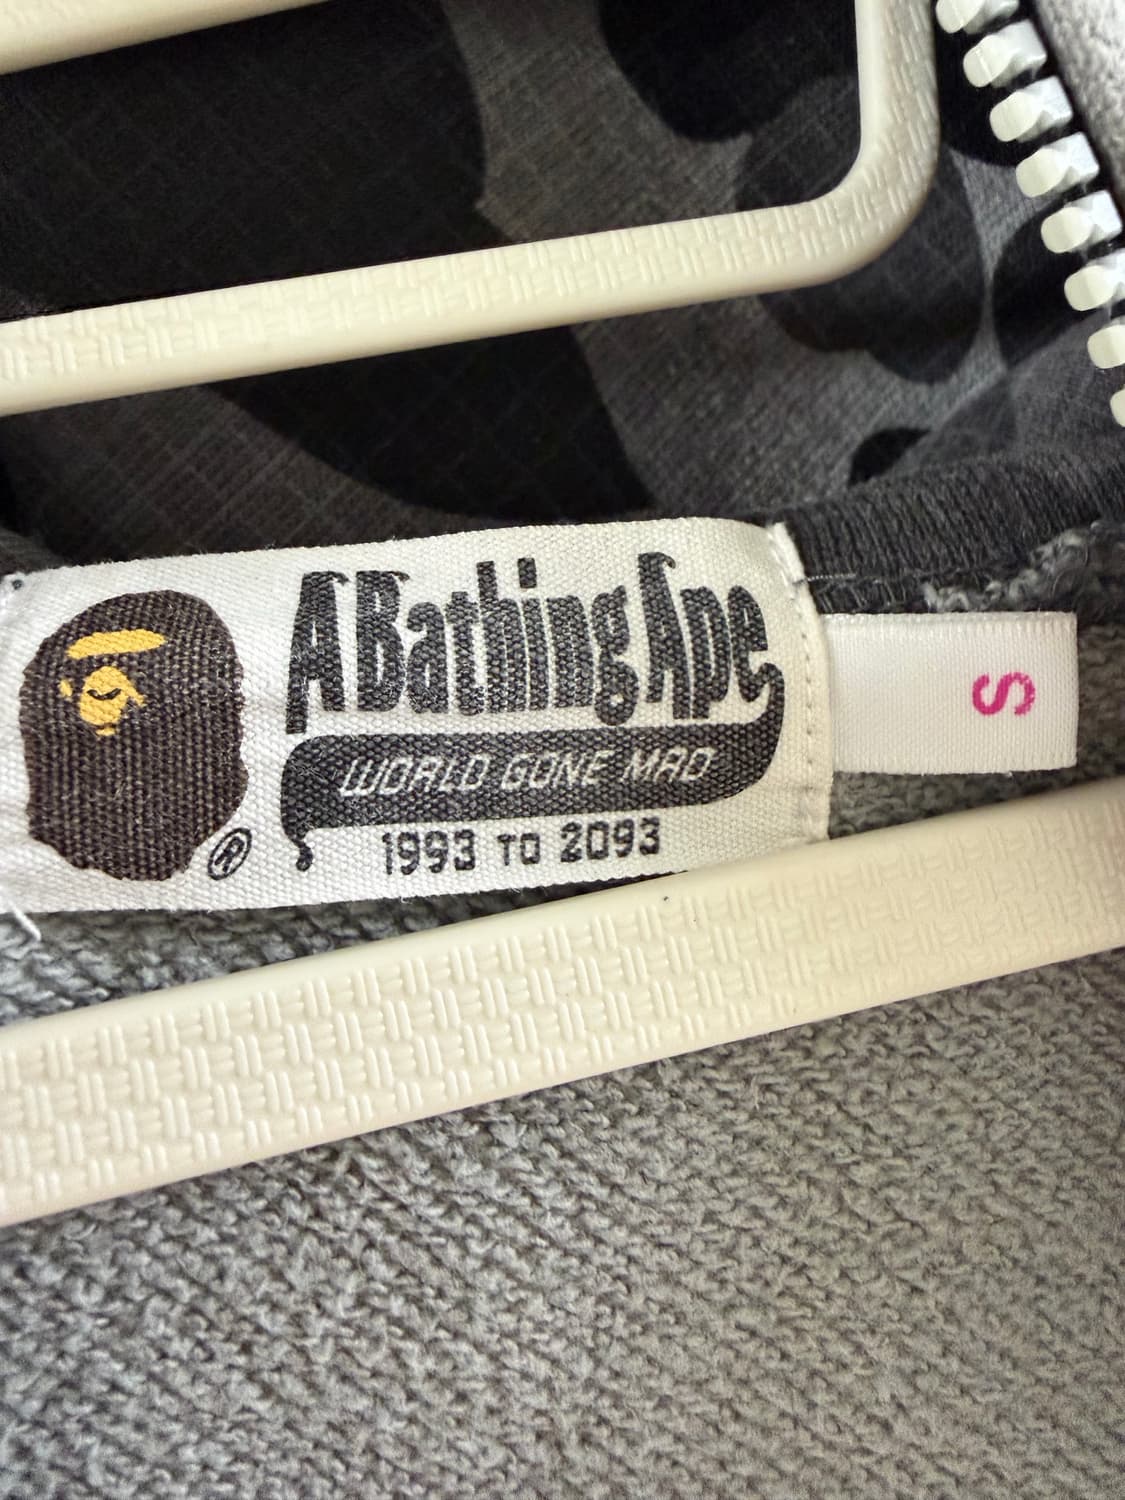 A Bathing Ape
WORLD GONE MAD
1993 TO 2093
®
S